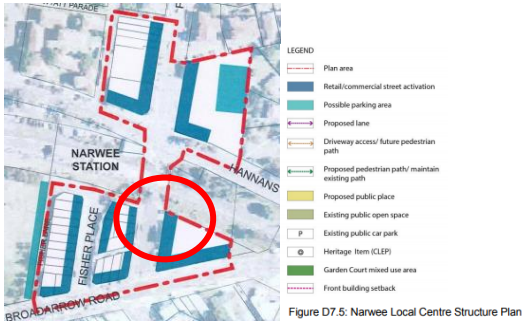 PARADE
NARWEE
STATION
HANNANS
FISHER PLACE
BROADARROW ROAD
LEGEND
Plan area
Retail/commercial street activation
Possible parking area
Proposed lane
Driveway access/ future pedestrian
path
Proposed pedestrian path/ maintain
existing path
Proposed public place
Existing public open space
P Existing public car park
Heritage Item (CLEP)
Garden Court mixed use area
Front building setback
Figure D7.5: Narwee Local Centre Structure Plan